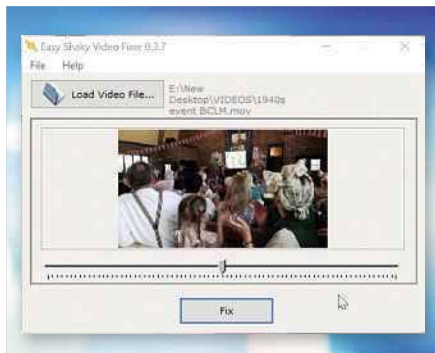 Easy Shaky Video Fixer 0.3.7
File Help
Load Video File...
E:\New
Desktop\VIDEOS\1940s
event BCLM.mov
Fix